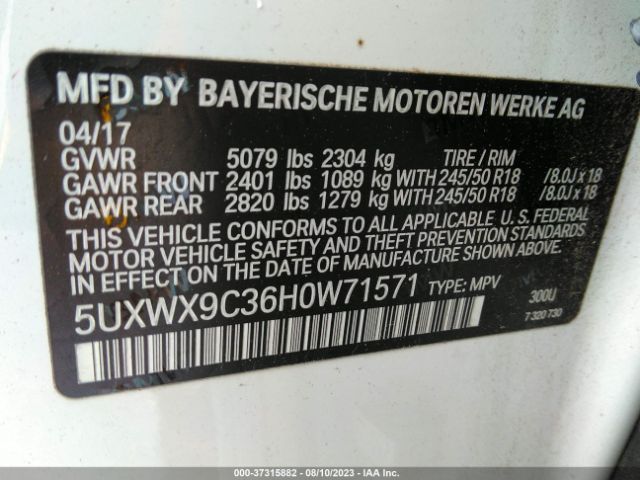 MFD BY BAYERISCHE MOTOREN WERKE AG
04/17
GVWR 5079 lbs 2304 kg TIRE / RIM
GAWR FRONT 2401 lbs 1089 kg WITH 245/50 R18 /8.0J x 18
GAWR REAR 2820 lbs 1279 kg WITH 245/50 R18 /8.0J x 18
THIS VEHICLE CONFORMS TO ALL APPLICABLE U. S. FEDERAL
MOTOR VEHICLE SAFETY AND THEFT PREVENTION STANDARDS
IN EFFECT ON THE DATE OF MANUFACTURE SHOWN ABOVE.
5UXWX9C36H0W71571 TYPE: MPV
300U
7 320 730
000-37315882 / 08/10/2023 - IAA Inc.